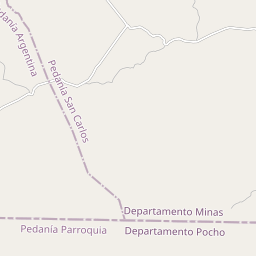 Pedanía Argentina
Pedanía San Carlos
Departamento Minas
Pedanía Parroquia
Departamento Pocho